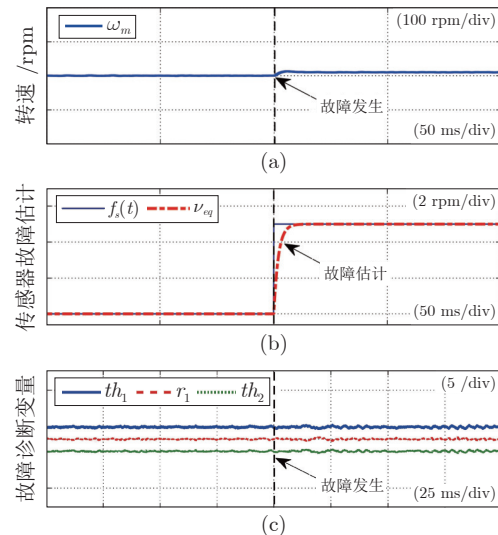 转速 /rpm
ω_m
(100 rpm/div)
故障发生
(50 ms/div)
(a)
传感器故障估计
f_s(t) ν_eq
(2 rpm/div)
故障估计
(50 ms/div)
(b)
故障诊断变量
th_1 r_1 th_2
(5 /div)
故障发生
(25 ms/div)
(c)